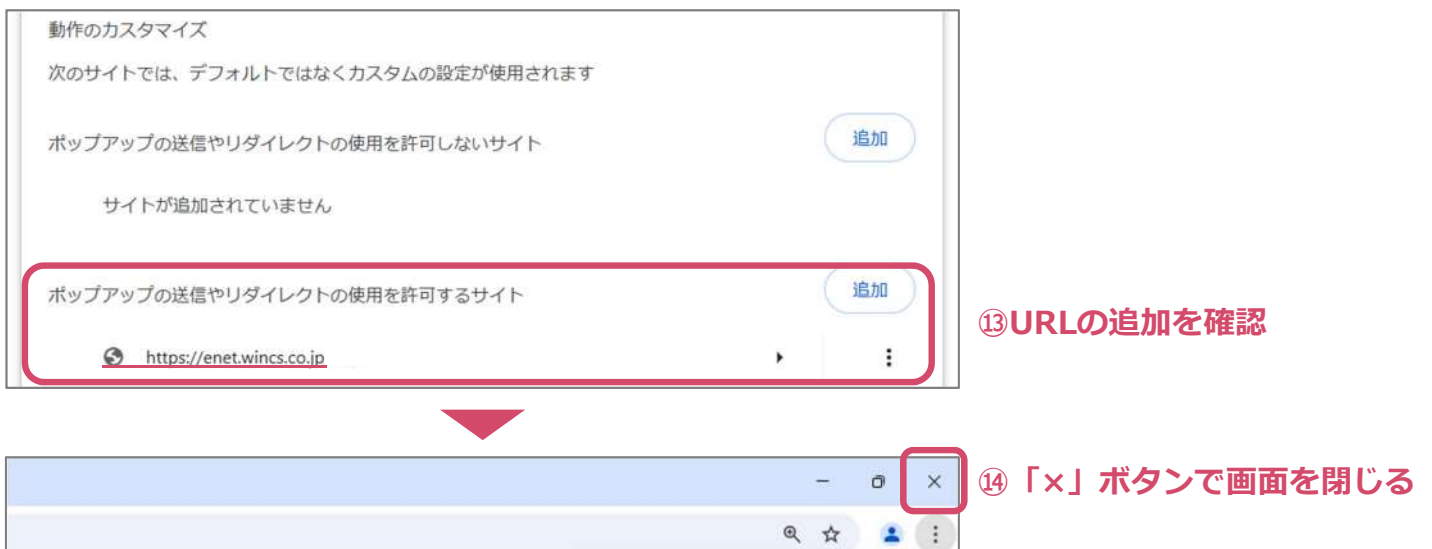 動作のカスタマイズ
次のサイトでは、デフォルトではなくカスタムの設定が使用されます
ポップアップの送信やリダイレクトの使用を許可しないサイト
追加
サイトが追加されていません
ポップアップの送信やリダイレクトの使用を許可するサイト
追加
https://enet.wincs.co.jp
⑬URLの追加を確認
⑭「×」ボタンで画面を閉じる